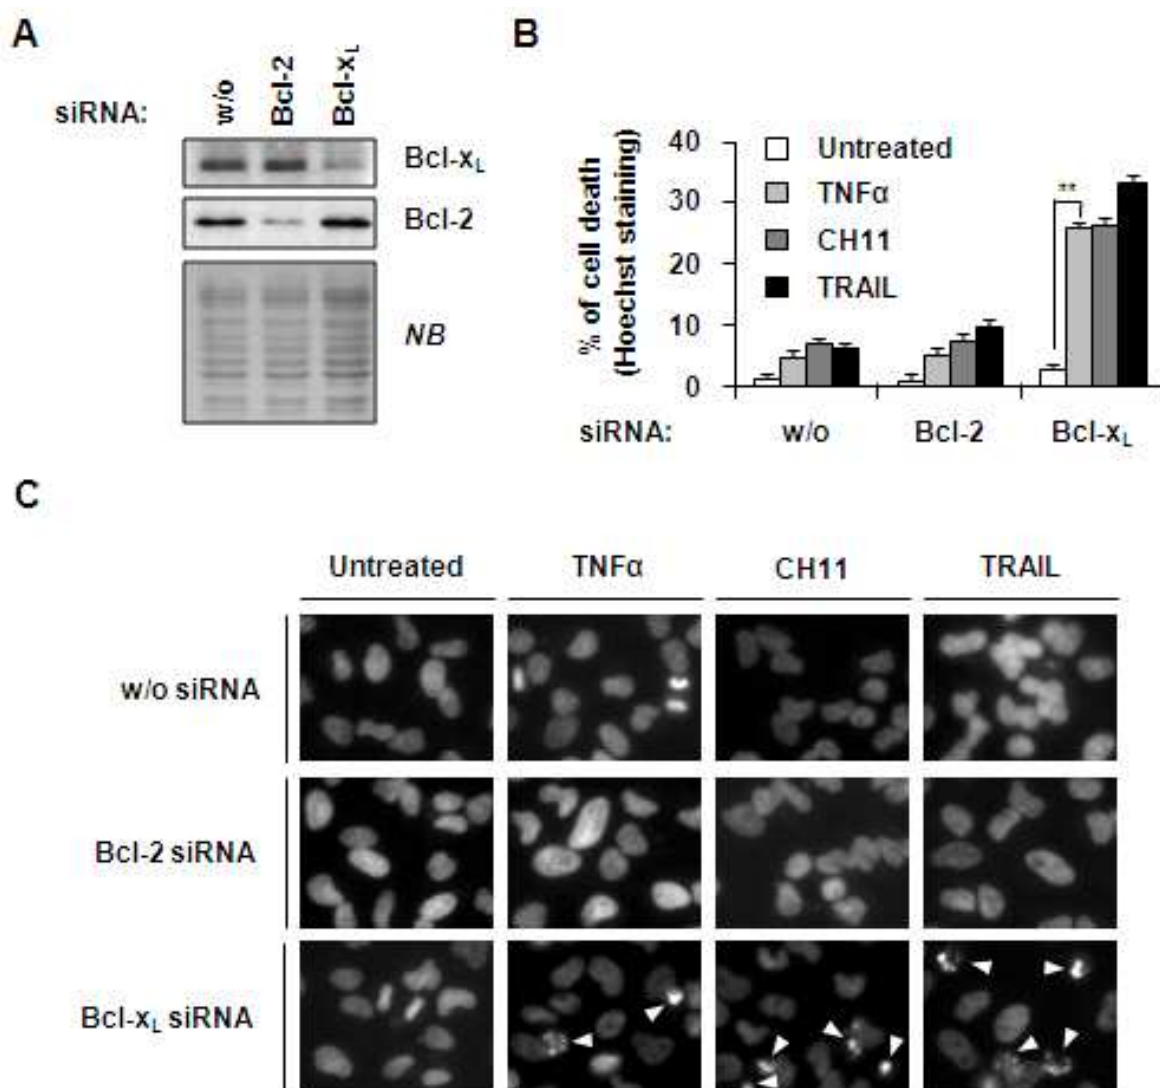 A
siRNA:
w/o
Bcl-2
Bcl-xL
Bcl-xL
Bcl-2
NB
B
% of cell death
(Hoechst staining)
40
30
20
10
0
Untreated
TNFα
CH11
TRAIL
**
siRNA:
w/o
Bcl-2
Bcl-xL
C
Untreated
TNFα
CH11
TRAIL
w/o siRNA
Bcl-2 siRNA
Bcl-xL siRNA